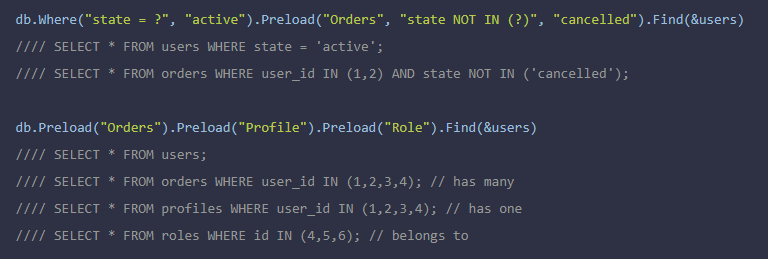 db.Where("state = ?", "active").Preload("Orders", "state NOT IN (?)", "cancelled").Find(&users)
//// SELECT * FROM users WHERE state = 'active';
//// SELECT * FROM orders WHERE user_id IN (1,2) AND state NOT IN ('cancelled');
db.Preload("Orders").Preload("Profile").Preload("Role").Find(&users)
//// SELECT * FROM users;
//// SELECT * FROM orders WHERE user_id IN (1,2,3,4); // has many
//// SELECT * FROM profiles WHERE user_id IN (1,2,3,4); // has one
//// SELECT * FROM roles WHERE id IN (4,5,6); // belongs to